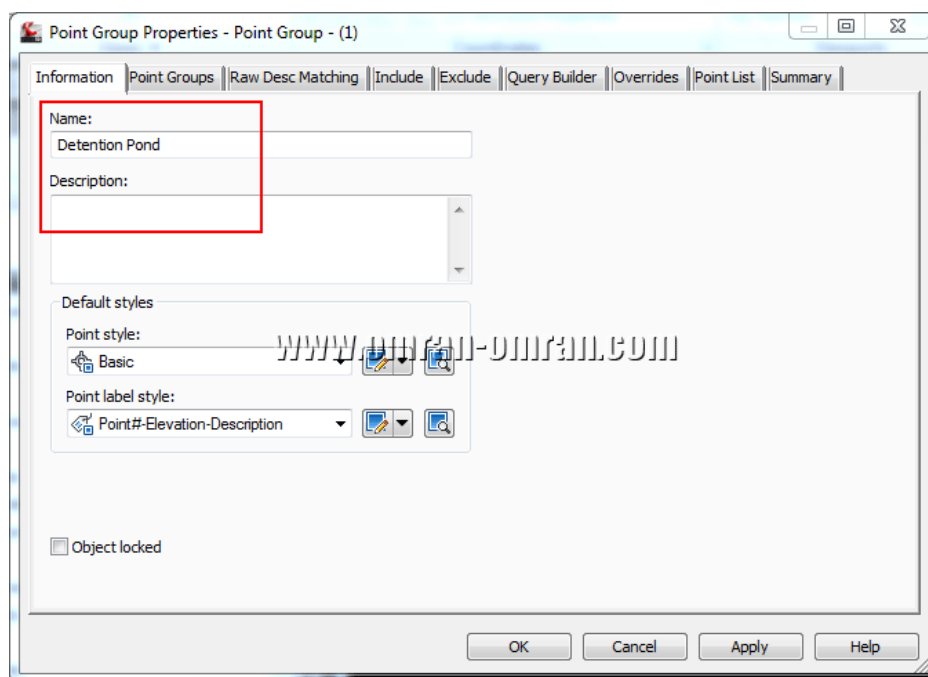 Point Group Properties - Point Group - (1)
Information Point Groups Raw Desc Matching Include Exclude Query Builder Overrides Point List Summary
Name:
Detention Pond
Description:
Default styles
Point style:
Basic
www.omran-omran.com
Point label style:
Point#-Elevation-Description
Object locked
OK Cancel Apply Help